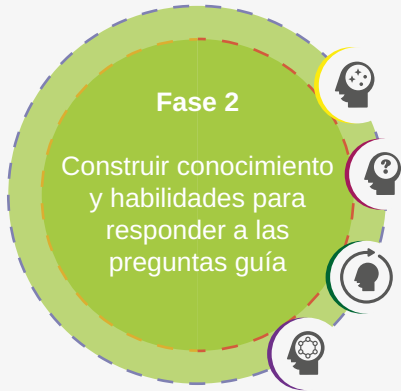 Fase 2
Construir conocimiento
y habilidades para
responder a las
preguntas guía
?